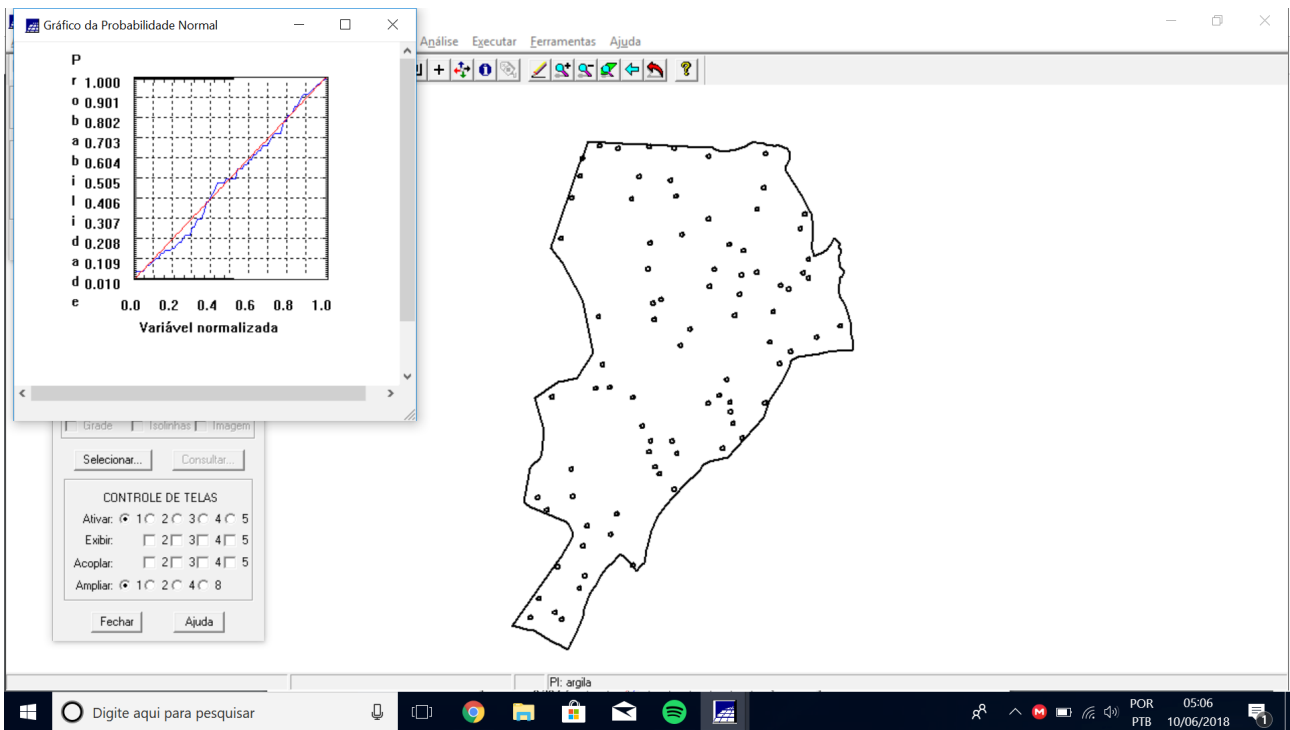 Gráfico da Probabilidade Normal
Análise Executar Ferramentas Ajuda
Probabilidade
1.000
0.901
0.802
0.703
0.604
0.505
0.406
0.307
0.208
0.109
0.010
0.0 0.2 0.4 0.6 0.8 1.0
Variável normalizada
Grade Isolinhas Imagem
Selecionar... Consultar...
CONTROLE DE TELAS
Ativar: 1 2 3 4 5
Exibir: 2 3 4 5
Acoplar: 2 3 4 5
Ampliar: 1 2 4 8
Fechar Ajuda
PI: argila
Digite aqui para pesquisar
POR 05:06
PTB 10/06/2018
1